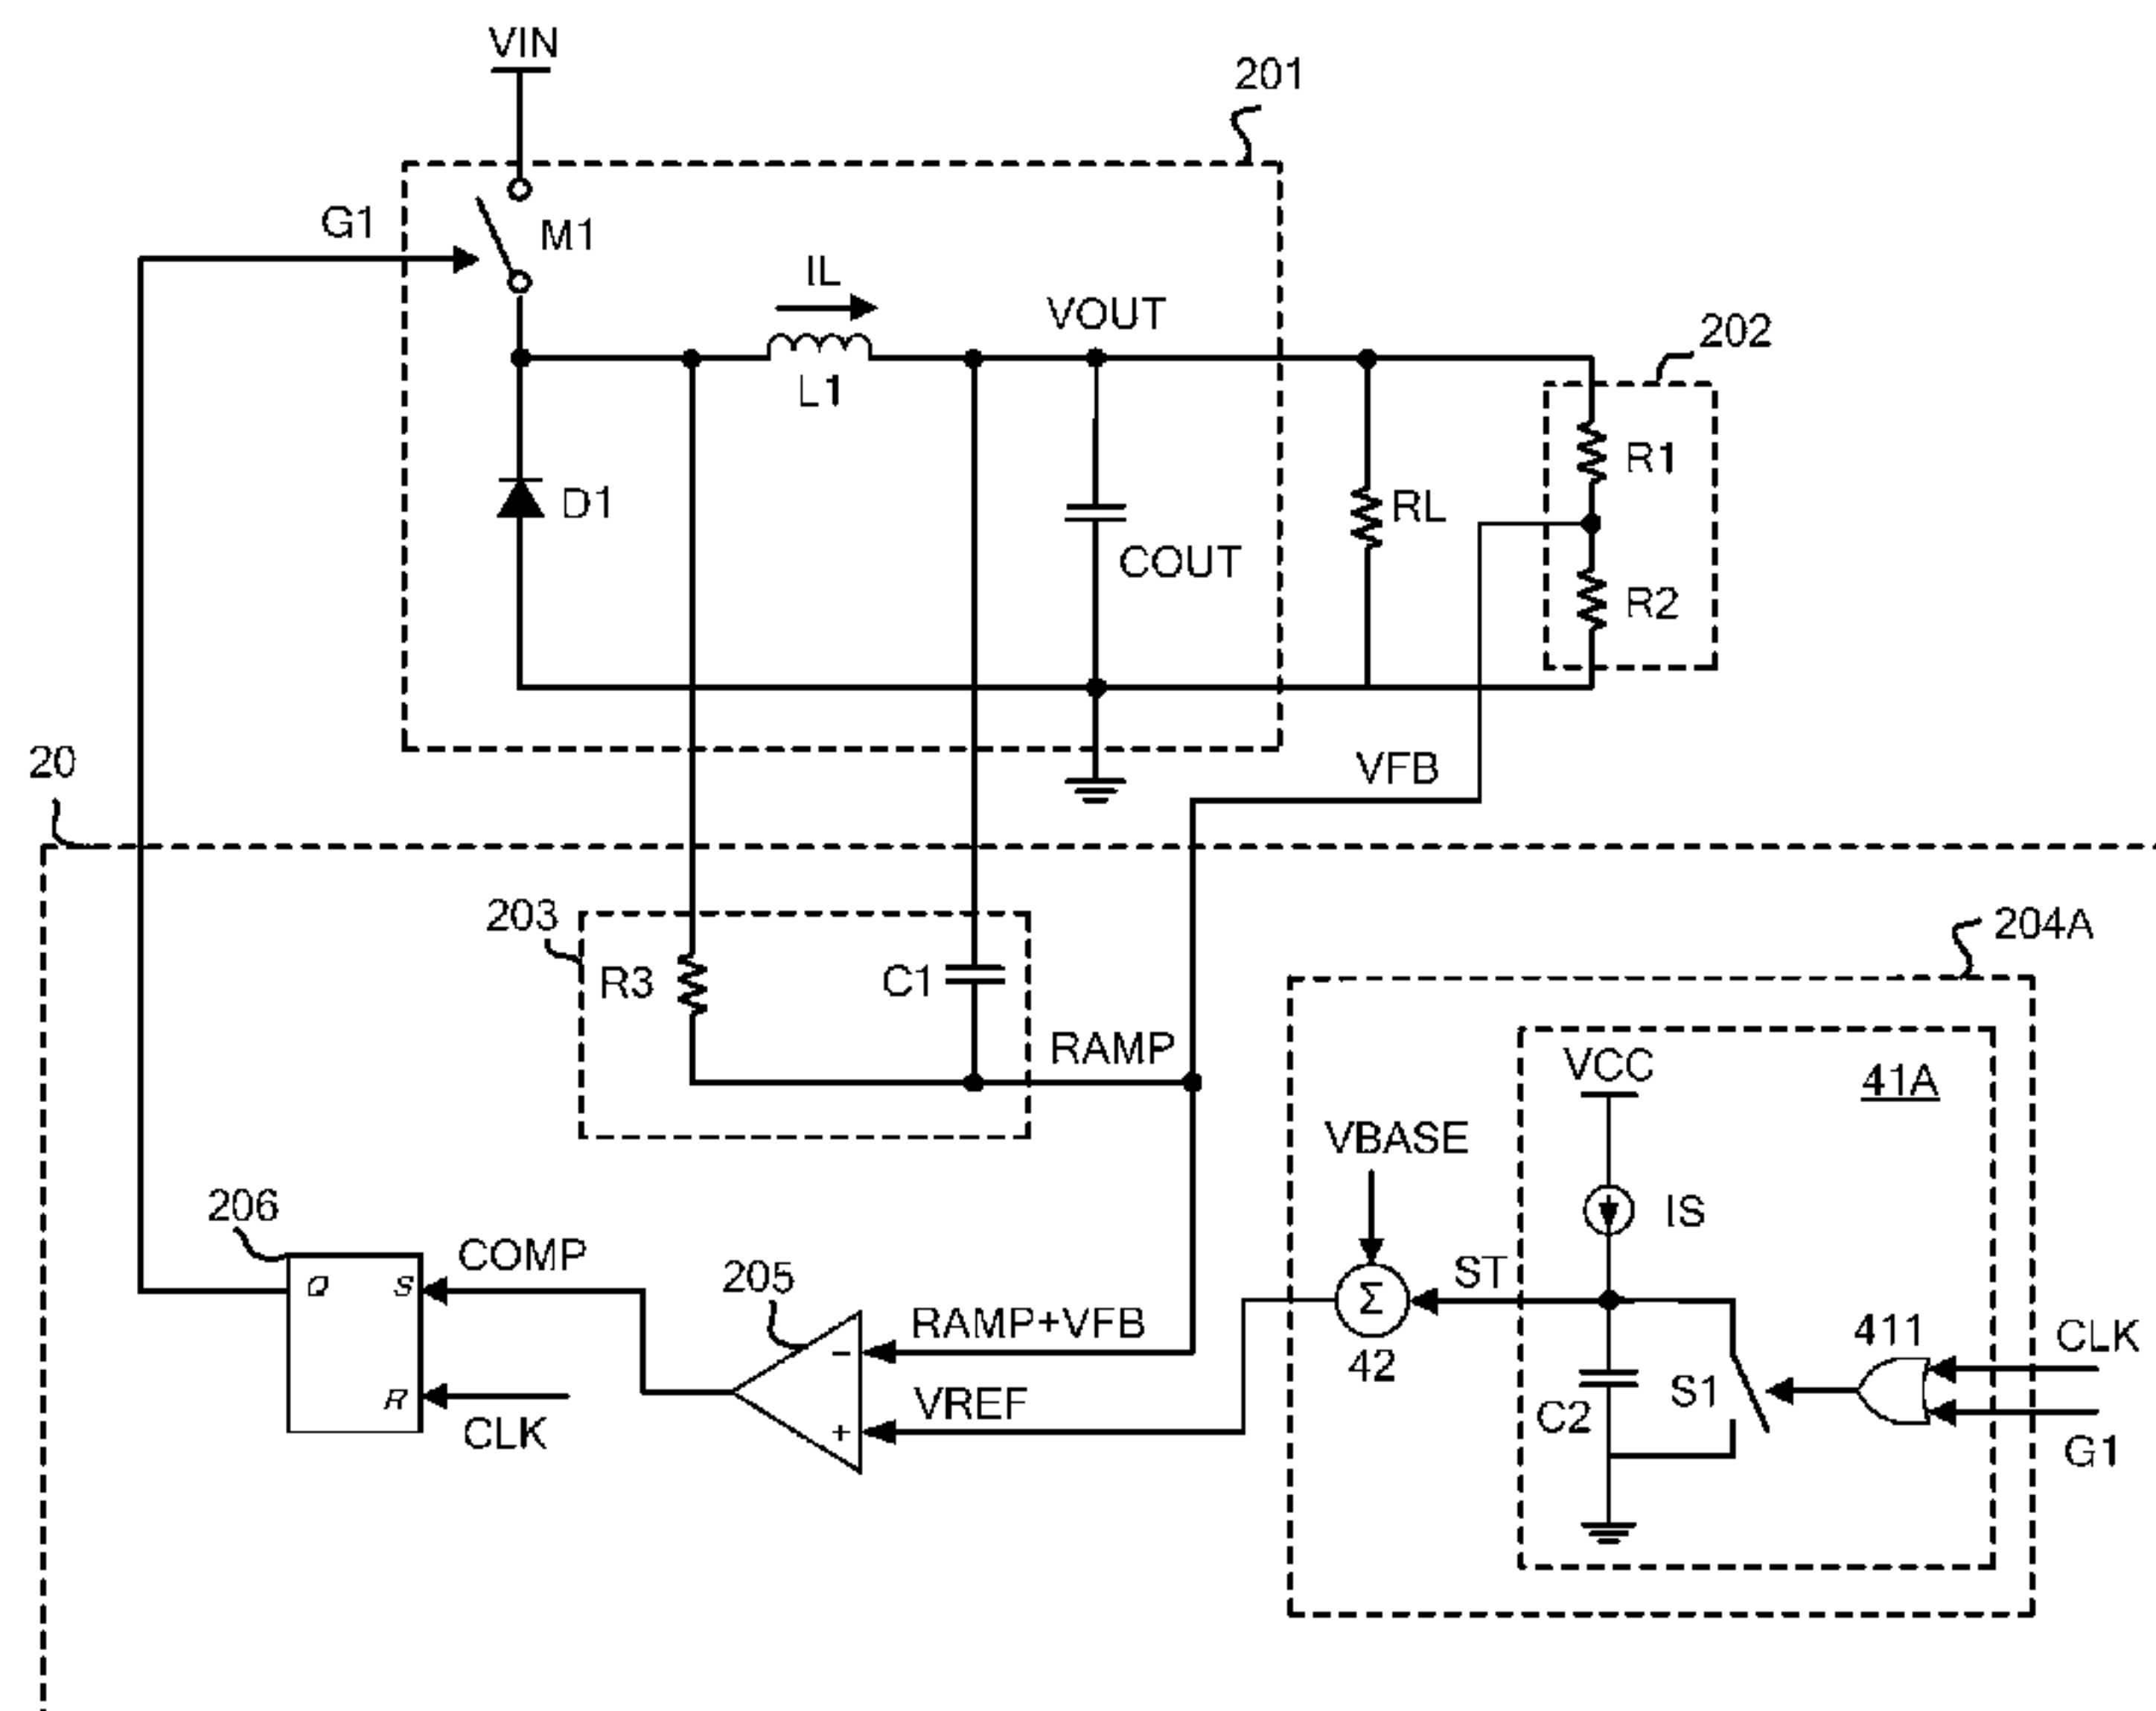 VIN
201
G1
M1
IL
VOUT
202
L1
R1
D1
RL
COUT
R2
20
VFB
203
204A
R3
C1
RAMP
VCC
41A
VBASE
206
IS
COMP
205
ST
Q
S
RAMP+VFB
Σ
411
CLK
−
42
R
VREF
S1
CLK
+
C2
G1